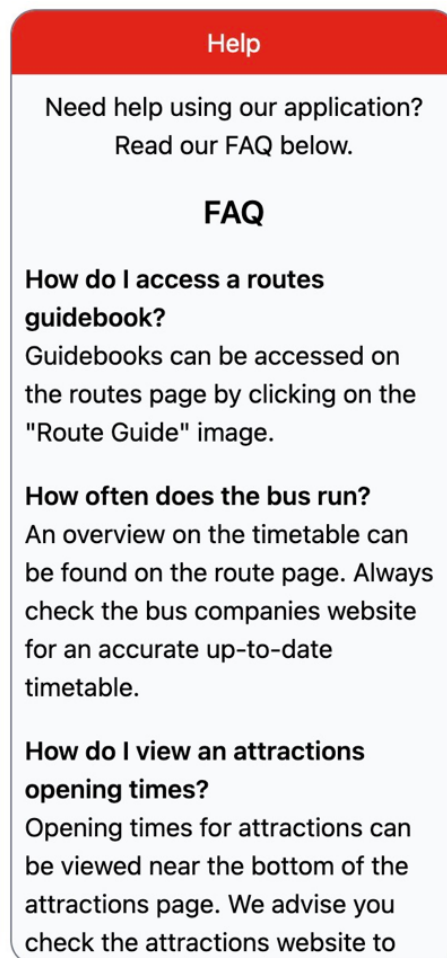 Help
Need help using our application?
Read our FAQ below.
FAQ
How do I access a routes
guidebook?
Guidebooks can be accessed on
the routes page by clicking on the
"Route Guide" image.
How often does the bus run?
An overview on the timetable can
be found on the route page. Always
check the bus companies website
for an accurate up-to-date
timetable.
How do I view an attractions
opening times?
Opening times for attractions can
be viewed near the bottom of the
attractions page. We advise you
check the attractions website to